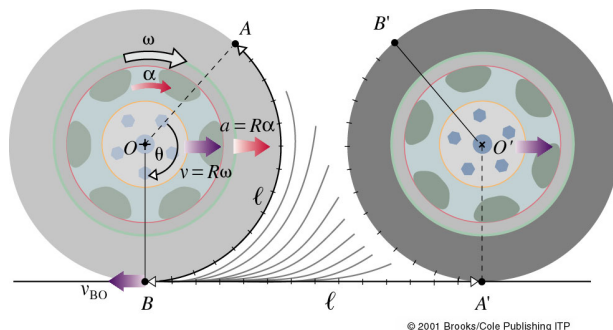 ω
A
B'
α
a = Rα
O
θ
O'
v = Rω
ℓ
v_BO
B
ℓ
A'
© 2001 Brooks/Cole Publishing ITP